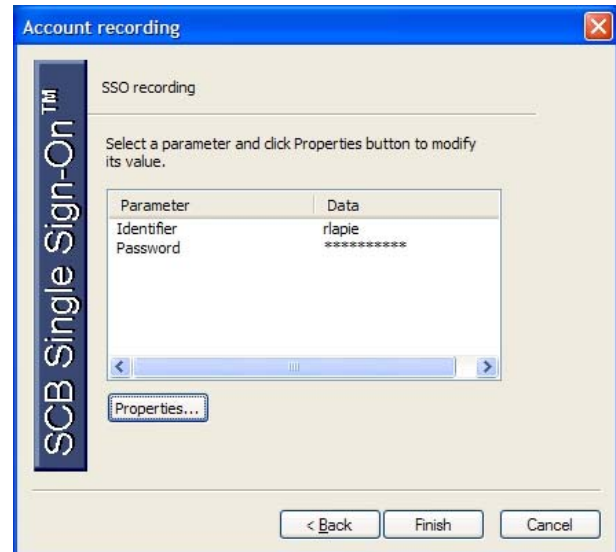 Account recording
SCB Single Sign-On™
SSO recording
Select a parameter and click Properties button to modify
its value.
Parameter Data
Identifier rlapie
Password **********
Properties...
< Back Finish Cancel